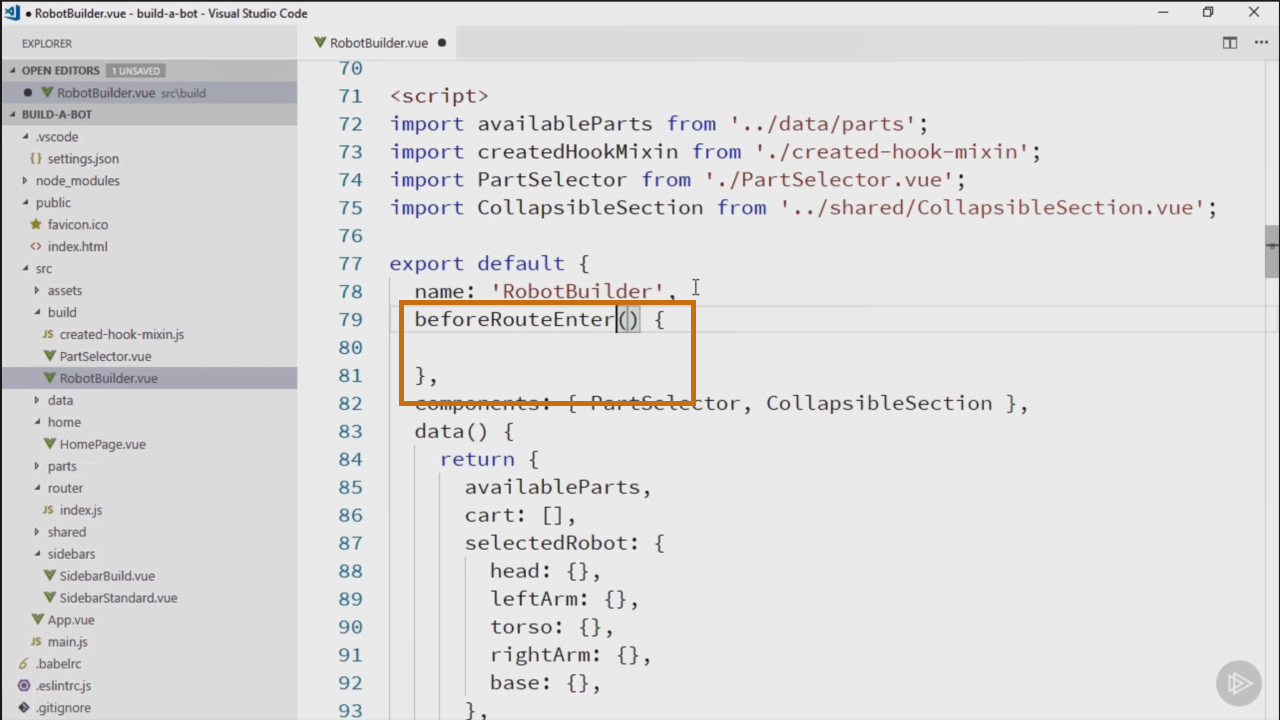 RobotBuilder.vue - build-a-bot - Visual Studio Code
EXPLORER
OPEN EDITORS 1 UNSAVED
RobotBuilder.vue src\build
BUILD-A-BOT
.vscode
{} settings.json
node_modules
public
favicon.ico
<> index.html
src
assets
build
JS created-hook-mixin.js
PartSelector.vue
RobotBuilder.vue
data
home
HomePage.vue
parts
router
JS index.js
shared
sidebars
SidebarBuild.vue
SidebarStandard.vue
App.vue
JS main.js
.babelrc
.eslintrc.js
.gitignore
RobotBuilder.vue
70
71 <script>
72 import availableParts from '../data/parts';
73 import createdHookMixin from './created-hook-mixin';
74 import PartSelector from './PartSelector.vue';
75 import CollapsibleSection from '../shared/CollapsibleSection.vue';
76
77 export default {
78 name: 'RobotBuilder',
79 beforeRouteEnter() {
80
81 },
82 components: { PartSelector, CollapsibleSection },
83 data() {
84 return {
85 availableParts,
86 cart: [],
87 selectedRobot: {
88 head: {},
89 leftArm: {},
90 torso: {},
91 rightArm: {},
92 base: {},
93 },